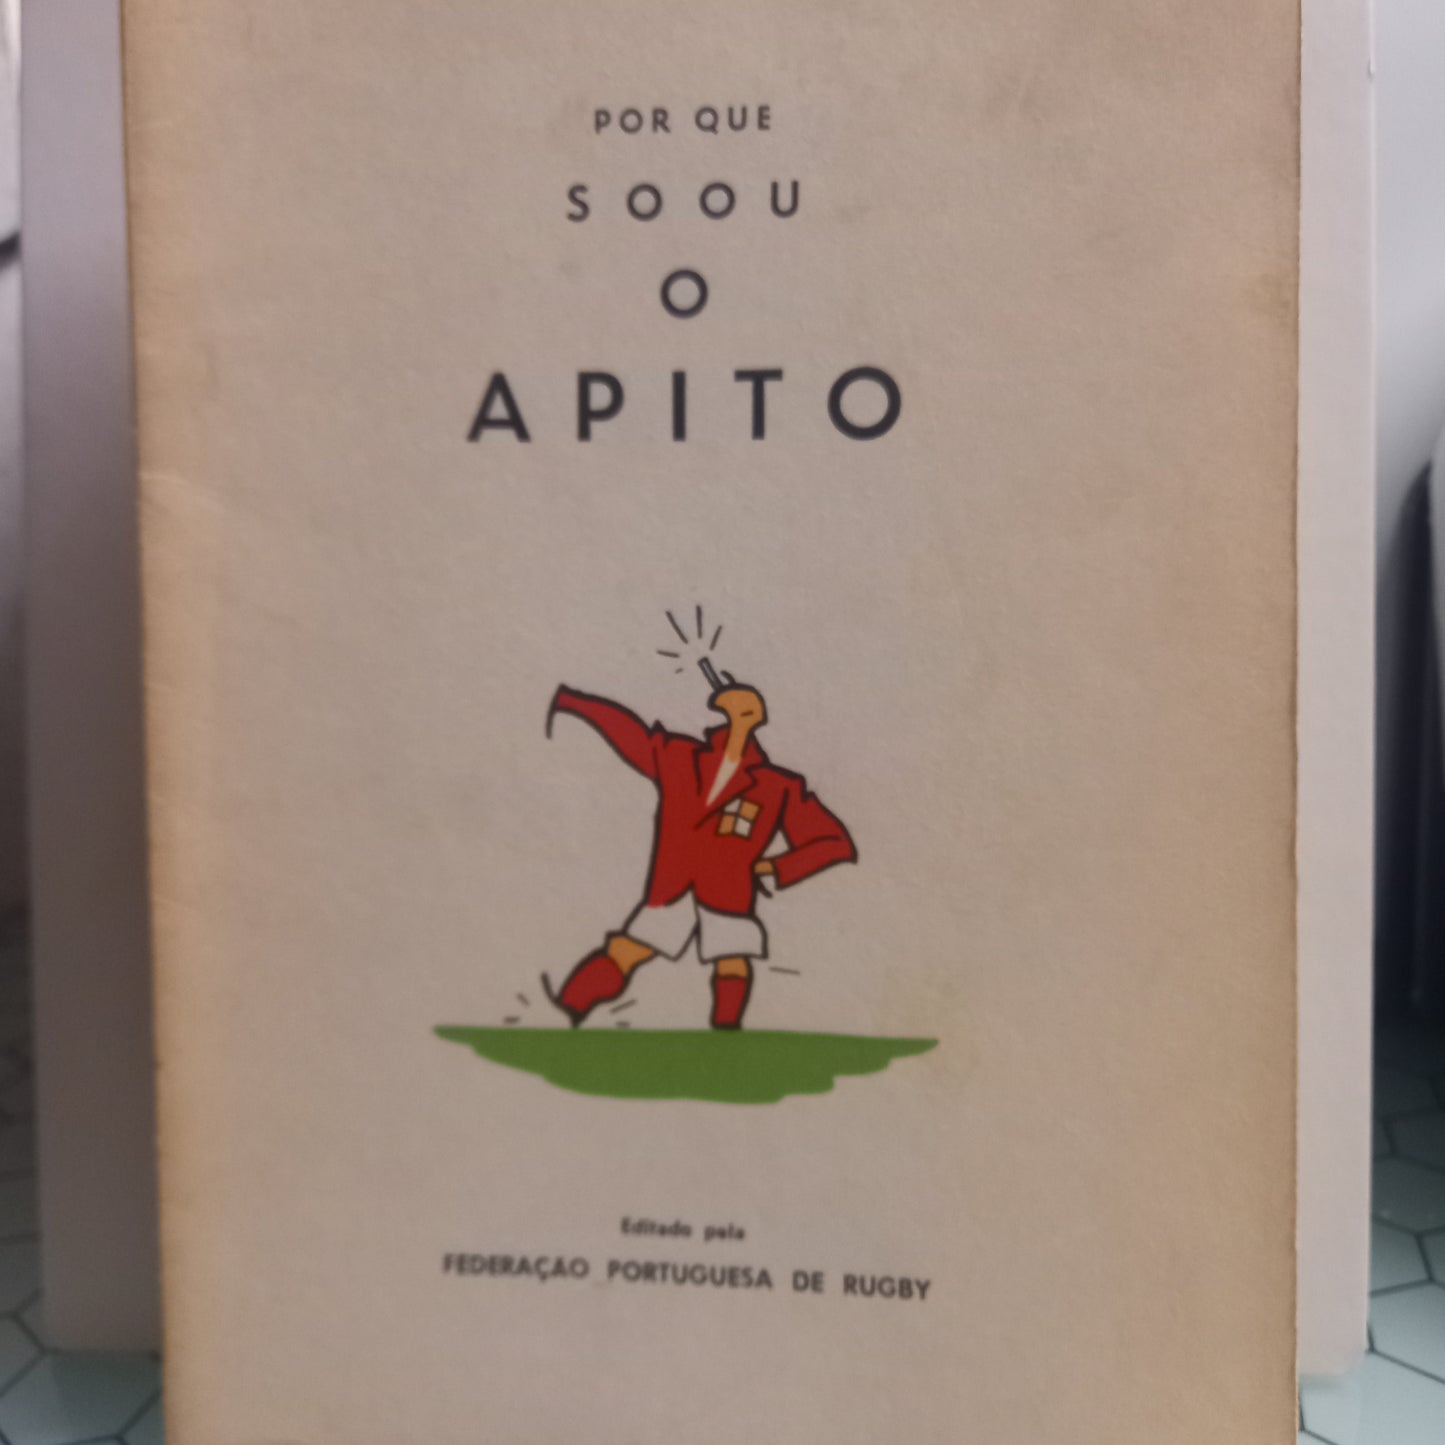 POR QUE
SOOU
O
APITO
Editado pela
FEDERAÇÃO PORTUGUESA DE RUGBY